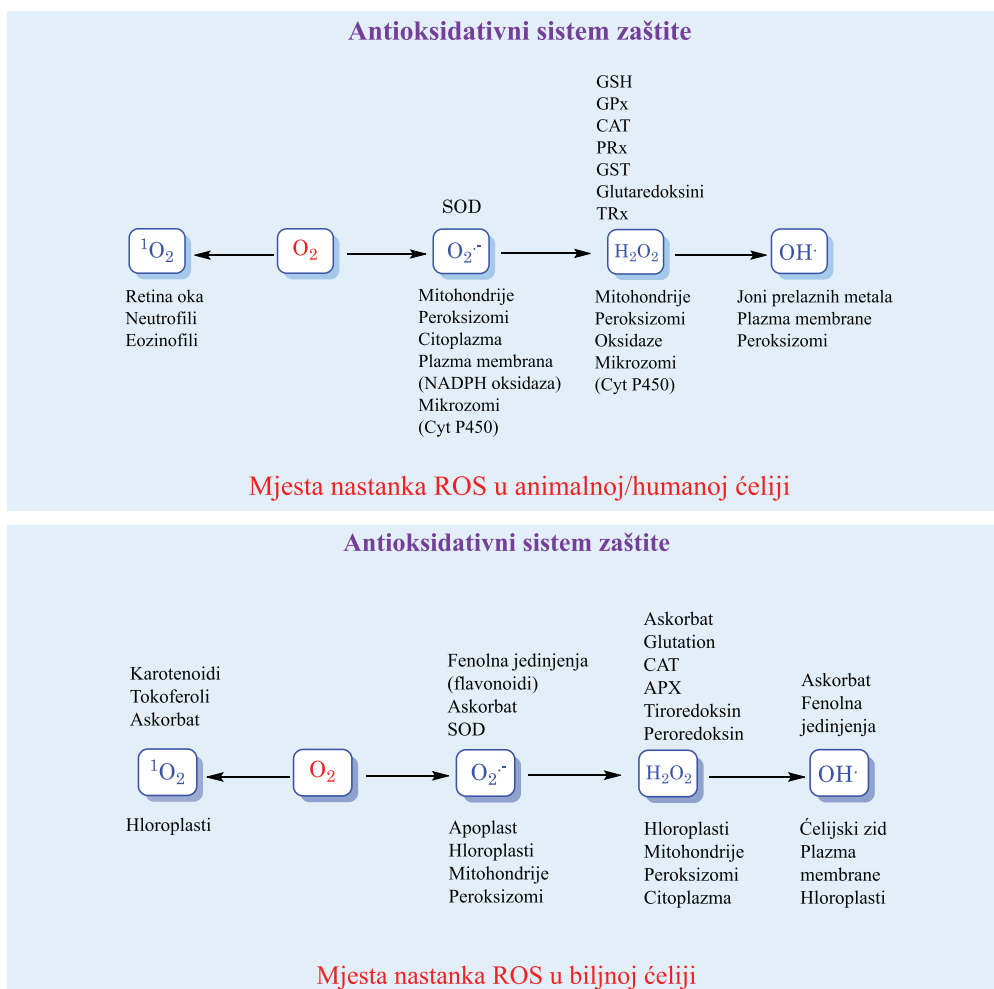 Antioksidativni sistem zaštite
GSH
GPx
CAT
PRx
GST
Glutaredoksini
TRx
SOD
¹O₂
O₂
O₂·⁻
H₂O₂
OH·
Retina oka
Neutrofili
Eozinofili
Mitohondrije
Peroksizomi
Citoplazma
Plazma membrana
(NADPH oksidaza)
Mikrozomi
(Cyt P450)
Mitohondrije
Peroksizomi
Oksidaze
Mikrozomi
(Cyt P450)
Joni prelaznih metala
Plazma membrane
Peroksizomi
Mjesta nastanka ROS u animalnoj/humanoj ćeliji
Antioksidativni sistem zaštite
Karotenoidi
Tokoferoli
Askorbat
Fenolna jedinjenja
(flavonoidi)
Askorbat
SOD
Askorbat
Glutation
CAT
APX
Tiroredoksin
Peroredoksin
Askorbat
Fenolna
jedinjenja
¹O₂
O₂
O₂·⁻
H₂O₂
OH·
Hloroplasti
Apoplast
Hloroplasti
Mitohondrije
Peroksizomi
Hloroplasti
Mitohondrije
Peroksizomi
Citoplazma
Ćelijski zid
Plazma
membrane
Hloroplasti
Mjesta nastanka ROS u biljnoj ćeliji